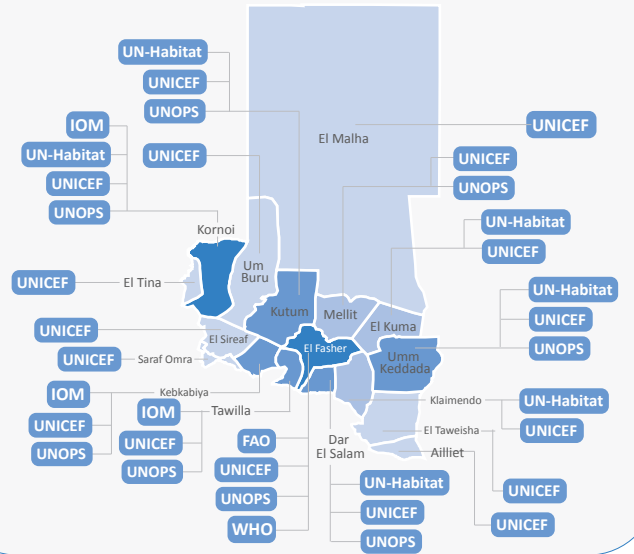 UN-Habitat
UNICEF
UNOPS
IOM
UN-Habitat
UNICEF
UNOPS
Kornoi
UNICEF
Um
Buru
El Malha
UNICEF
UNICEF
UNOPS
Mellit
UN-Habitat
UNICEF
El Kuma
UNICEF
El Tina
Kutum
UN-Habitat
UNICEF
UNOPS
Umm
Keddada
UNICEF
El Sireaf
El Fasher
UNICEF
Saraf Omra
IOM
UNICEF
UNOPS
Kebkabiya
IOM
UNICEF
UNOPS
Tawilla
FAO
UNICEF
UNOPS
WHO
Dar
El Salam
UN-Habitat
UNICEF
UNOPS
Klaimendo
UN-Habitat
UNICEF
El Taweisha
UNICEF
Ailliet
UNICEF